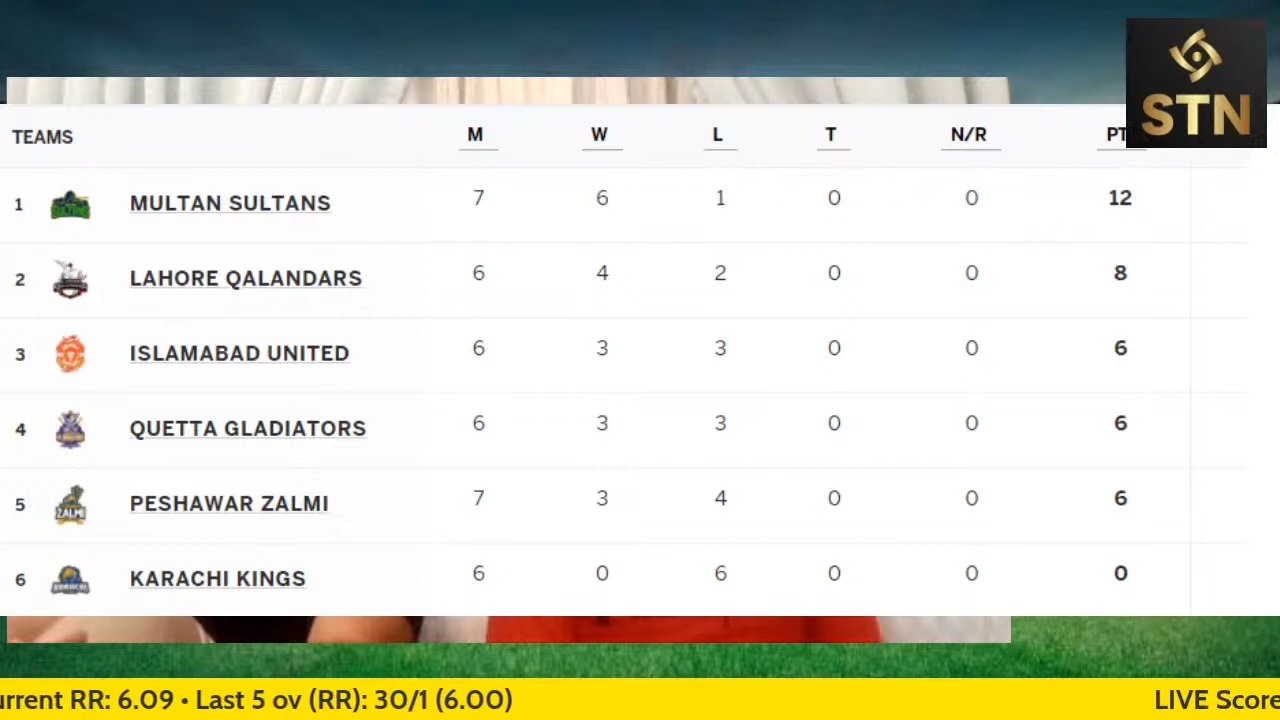 STN
TEAMS M W L T N/R PT
1 MULTAN SULTANS 7 6 1 0 0 12
2 LAHORE QALANDARS 6 4 2 0 0 8
3 ISLAMABAD UNITED 6 3 3 0 0 6
4 QUETTA GLADIATORS 6 3 3 0 0 6
5 ZALMI PESHAWAR ZALMI 7 3 4 0 0 6
6 KARACHI KINGS 6 0 6 0 0 0
urrent RR: 6.09 • Last 5 ov (RR): 30/1 (6.00) LIVE Score